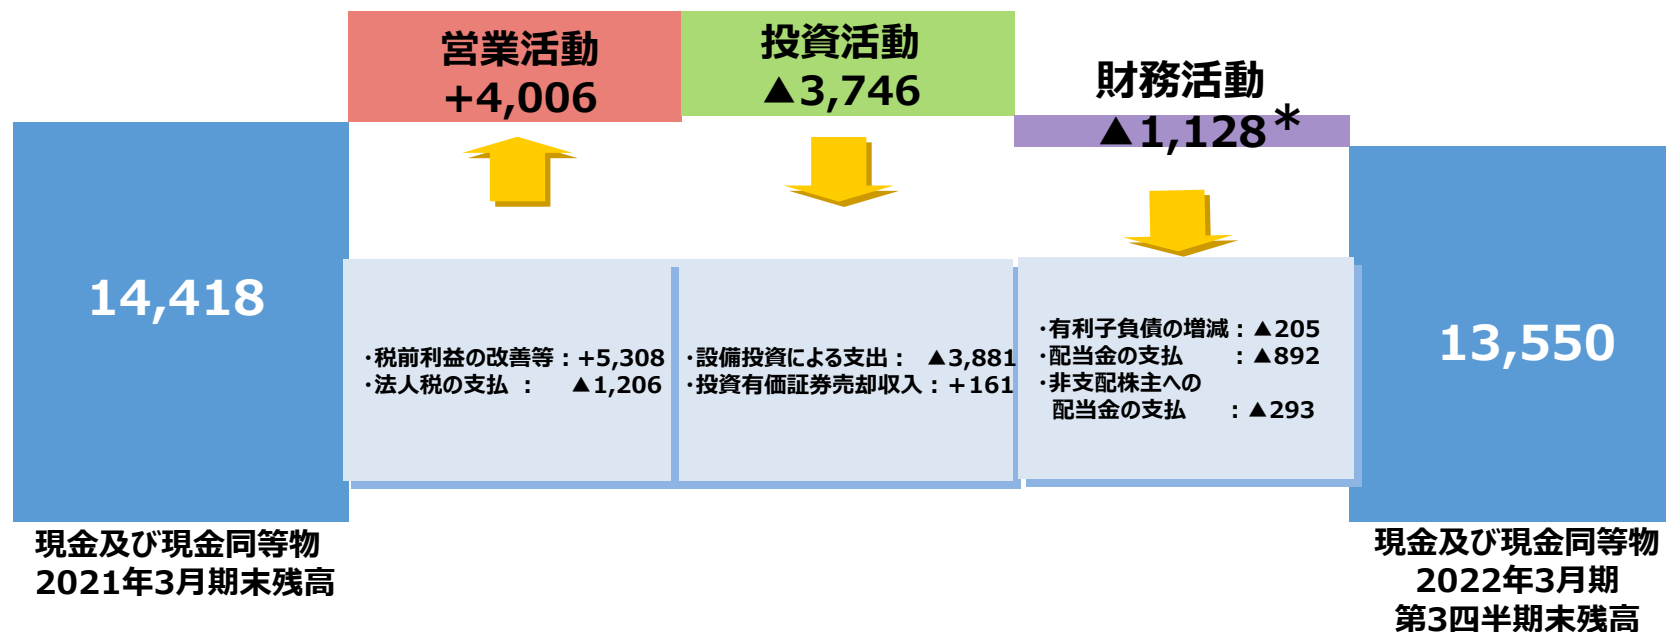 営業活動
+4,006
投資活動
▲3,746
財務活動
▲1,128*
14,418
・税前利益の改善等：+5,308
・法人税の支払 ： ▲1,206
・設備投資による支出： ▲3,881
・投資有価証券売却収入：+161
・有利子負債の増減：▲205
・配当金の支払 ：▲892
・非支配株主への
配当金の支払 ：▲293
13,550
現金及び現金同等物
2021年3月期末残高
現金及び現金同等物
2022年3月期
第3四半期末残高